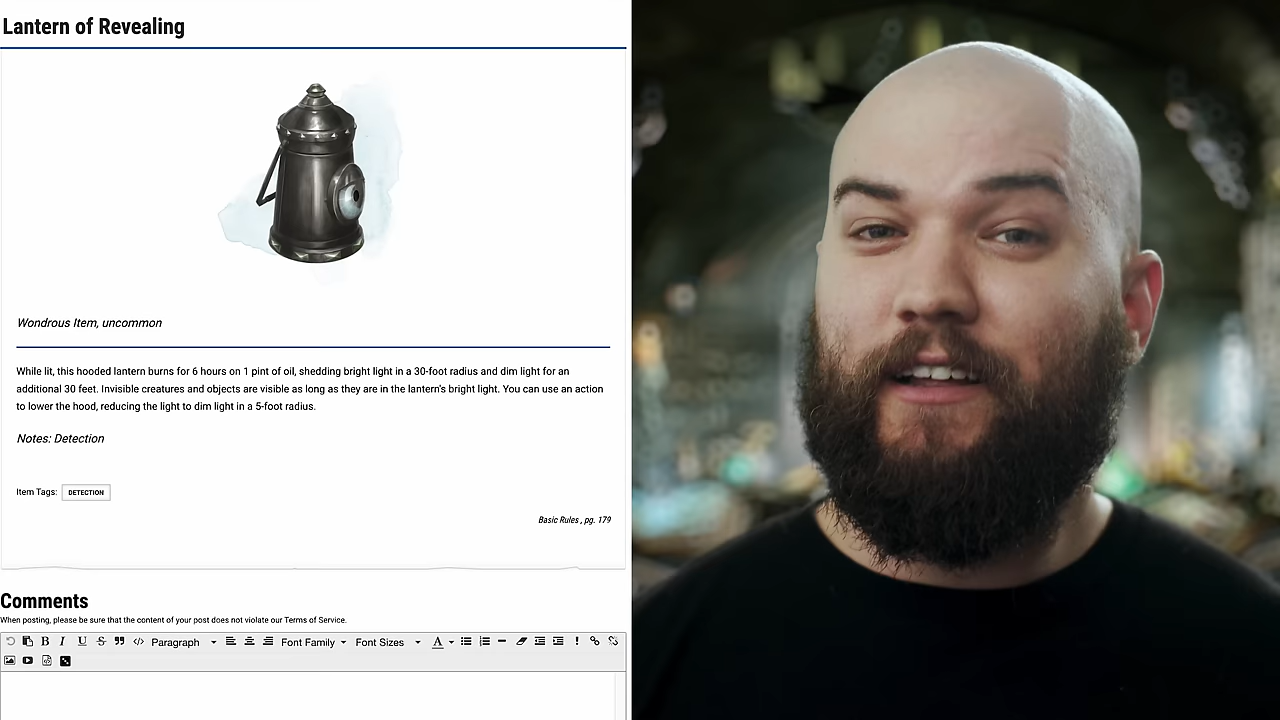 Lantern of Revealing
Wondrous Item, uncommon
While lit, this hooded lantern burns for 6 hours on 1 pint of oil, shedding bright light in a 30-foot radius and dim light for an
additional 30 feet. Invisible creatures and objects are visible as long as they are in the lantern's bright light. You can use an action
to lower the hood, reducing the light to dim light in a 5-foot radius.
Notes: Detection
Item Tags: DETECTION
Basic Rules , pg. 179
Comments
When posting, please be sure that the content of your post does not violate our Terms of Service.
B I U S Paragraph Font Family Font Sizes A